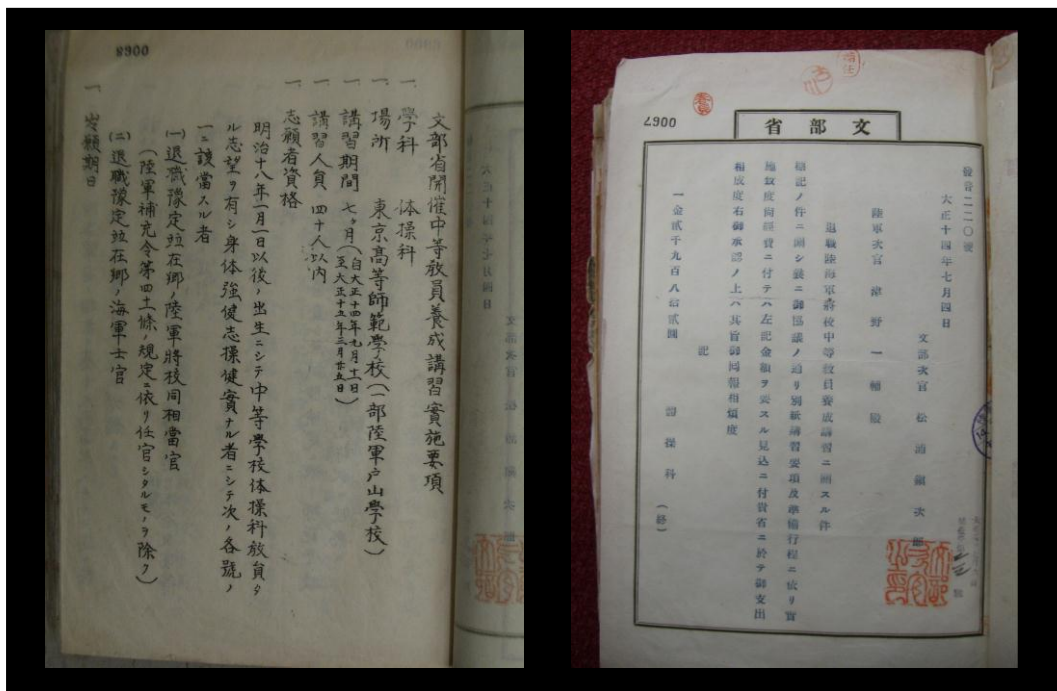 0068
文部省開催中等教員養成講習實施要項
一、學科 体操科
一、場所 東京高等師範學校(一部陸軍戸山學校)
一、講習期間 七ヶ月(自大正十四年九月十一日 至大正十五年三月廿五日)
一、講習人員 四十人以内
一、志願者資格
明治十八年一月一日以後ノ出生ニシテ中等學校体操科教員タ
ル志望ヲ有シ身体強健志操健實ナル者ニシテ次ノ各號ノ
一ニ該當スル者
(一)退職豫定竝在郷ノ陸軍將校同相當官
(陸軍補充令第四十條ノ規定ニ依リ任官シタルモノヲ除ク)
(二)退職豫定竝在郷ノ海軍士官
一、出願期日
0067
文部省
發普二二〇號
大正十四年七月四日
文部次官 松浦鎭次郎
陸軍次官 津野一輔殿
退職陸海軍將校中等教員養成講習ニ關スル件
標記ノ件ニ關シ曩ニ御協議ノ通リ別紙講習要項及準備行程ニ依リ實
施致度尚經費ニ付テハ左記金額ヲ要スル見込ニ付貴省ニ於テ御支出
相成度右御承認ノ上ハ其旨御囘報相煩度
記
一金貳千九百八拾貳圓 體操科 (終)